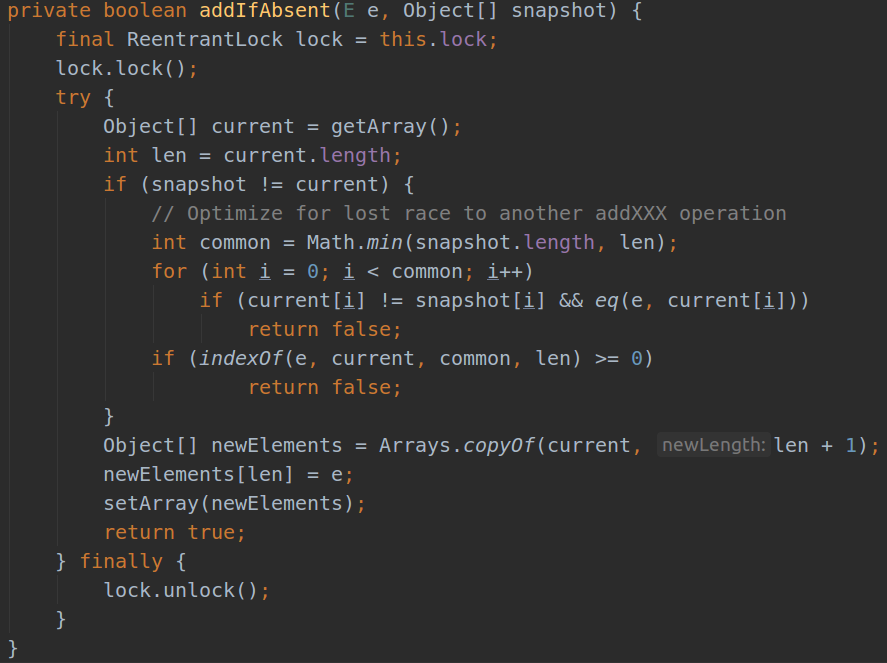 private boolean addIfAbsent(E e, Object[] snapshot) {
    final ReentrantLock lock = this.lock;
    lock.lock();
    try {
        Object[] current = getArray();
        int len = current.length;
        if (snapshot != current) {
            // Optimize for lost race to another addXXX operation
            int common = Math.min(snapshot.length, len);
            for (int i = 0; i < common; i++)
                if (current[i] != snapshot[i] && eq(e, current[i]))
                    return false;
            if (indexOf(e, current, common, len) >= 0)
                    return false;
        }
        Object[] newElements = Arrays.copyOf(current, newLength: len + 1);
        newElements[len] = e;
        setArray(newElements);
        return true;
    } finally {
        lock.unlock();
    }
}